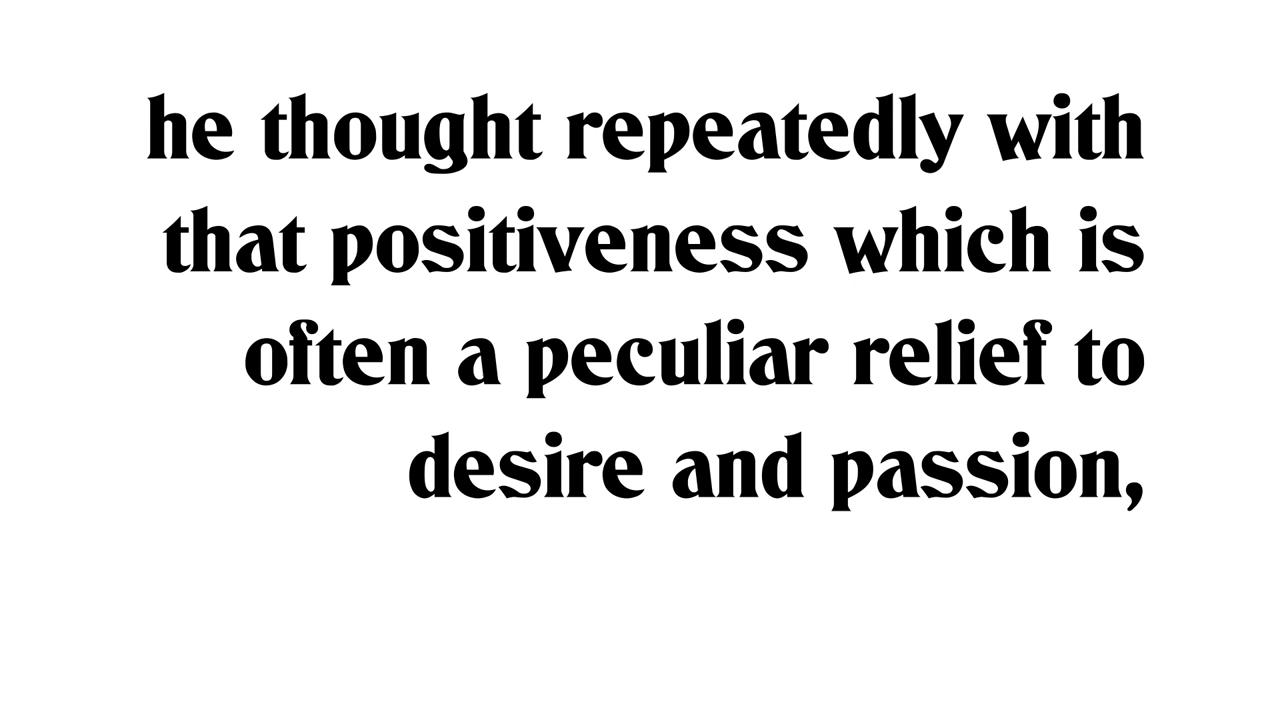 he thought repeatedly with
that positiveness which is
often a peculiar relief to
desire and passion,